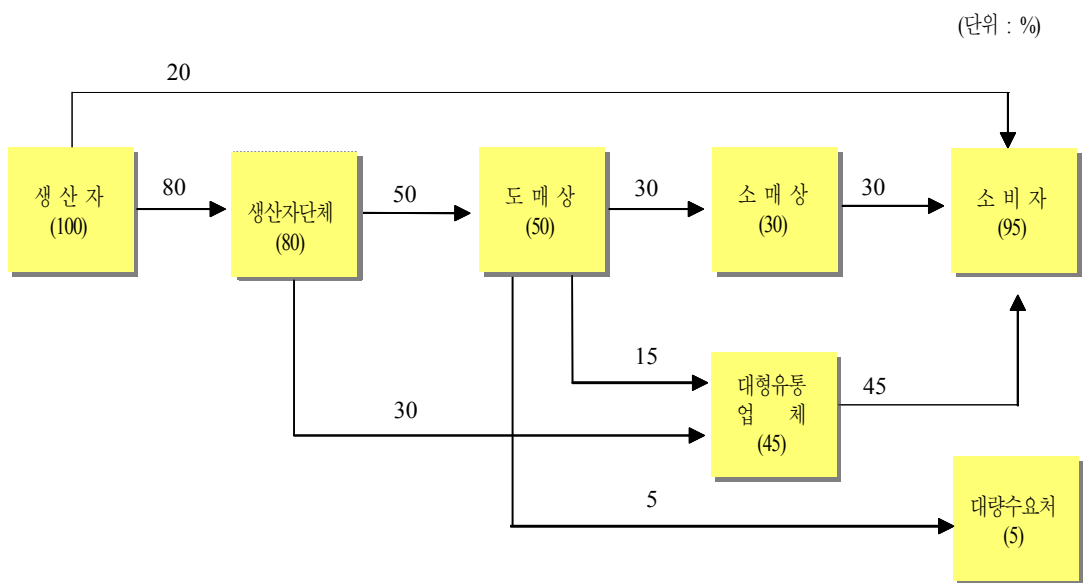 (단위 : %)
20
생 산 자
(100)
80
생산자단체
(80)
50
도 매 상
(50)
30
소 매 상
(30)
30
소 비 자
(95)
15
대형유통
업 체
(45)
45
30
5
대량수요처
(5)